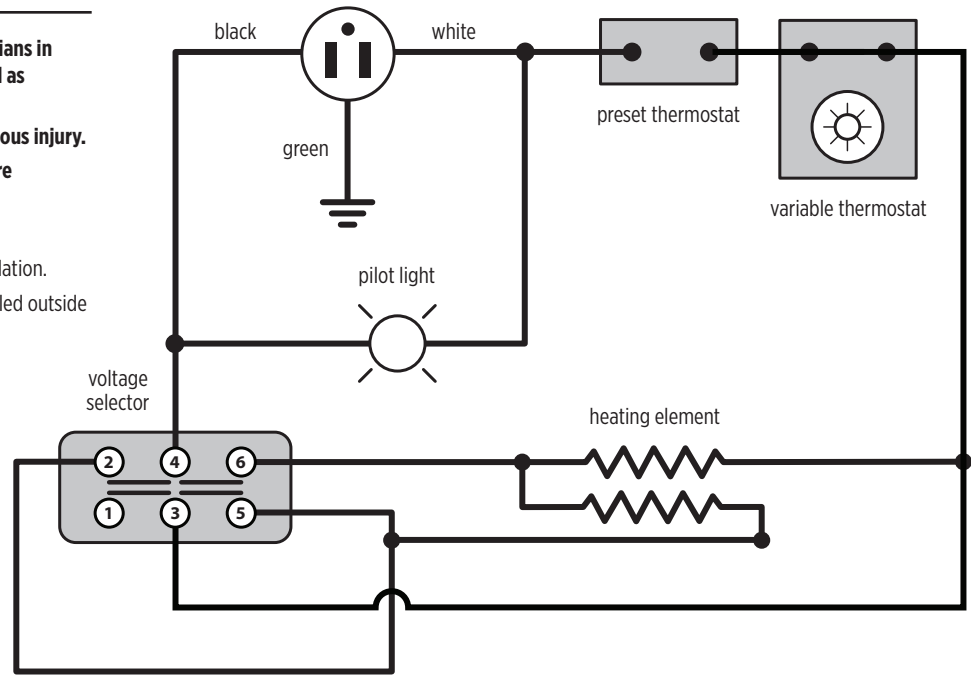 ians in
l as
ous injury.
re
lation.
led outside
black
white
green
preset thermostat
variable thermostat
pilot light
voltage
selector
heating element
2 4 6
1 3 5